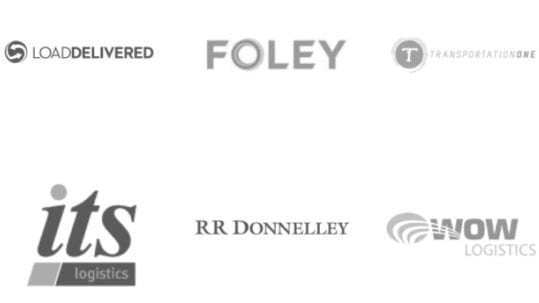 LOADDELIVERED
FOLEY
T TRANSPORTATIONONE
its
logistics
RR DONNELLEY
WOW
LOGISTICS